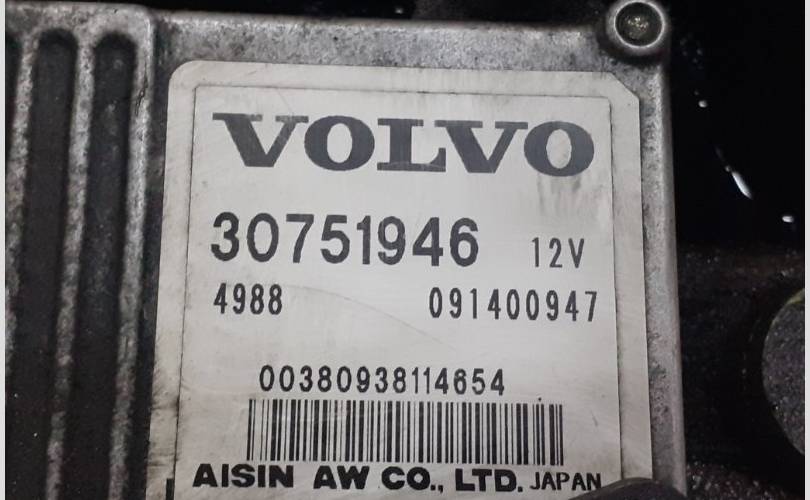 VOLVO
30751946 12V
4988 091400947
00380938114654
AISIN AW CO., LTD. JAPAN